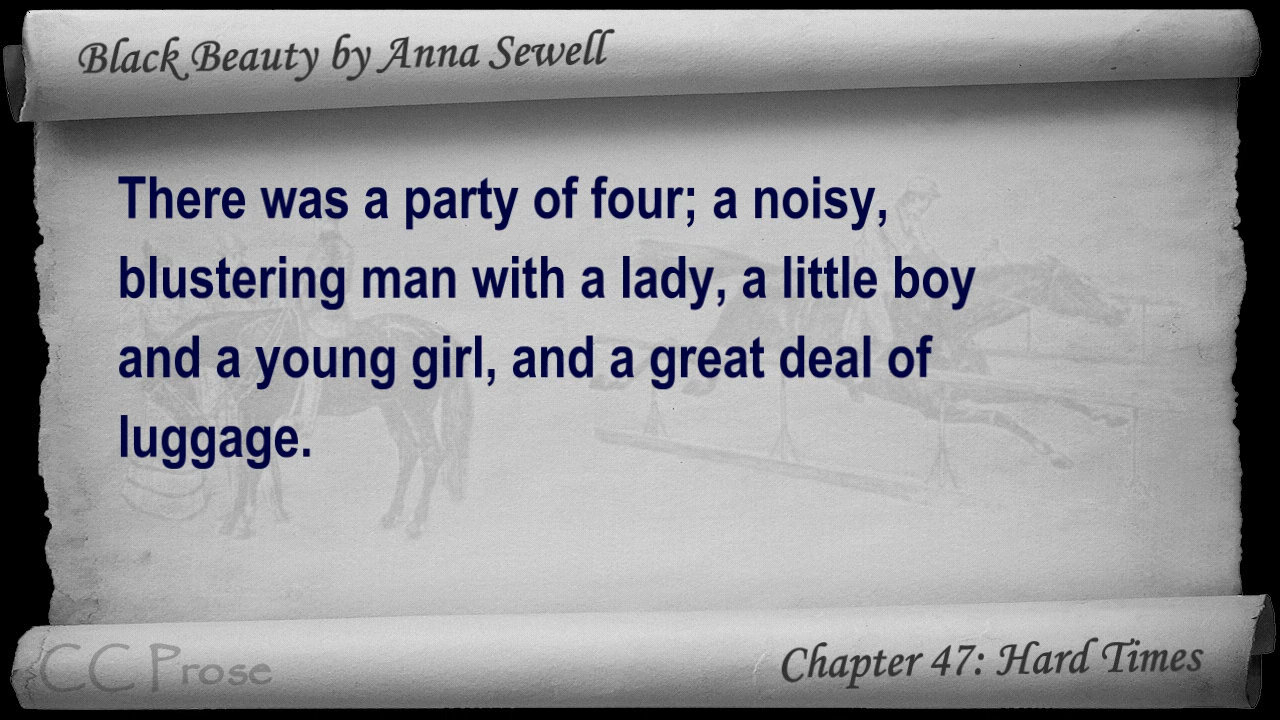 Black Beauty by Anna Sewell
There was a party of four; a noisy,
blustering man with a lady, a little boy
and a young girl, and a great deal of
luggage.
CC Prose
Chapter 47: Hard Times